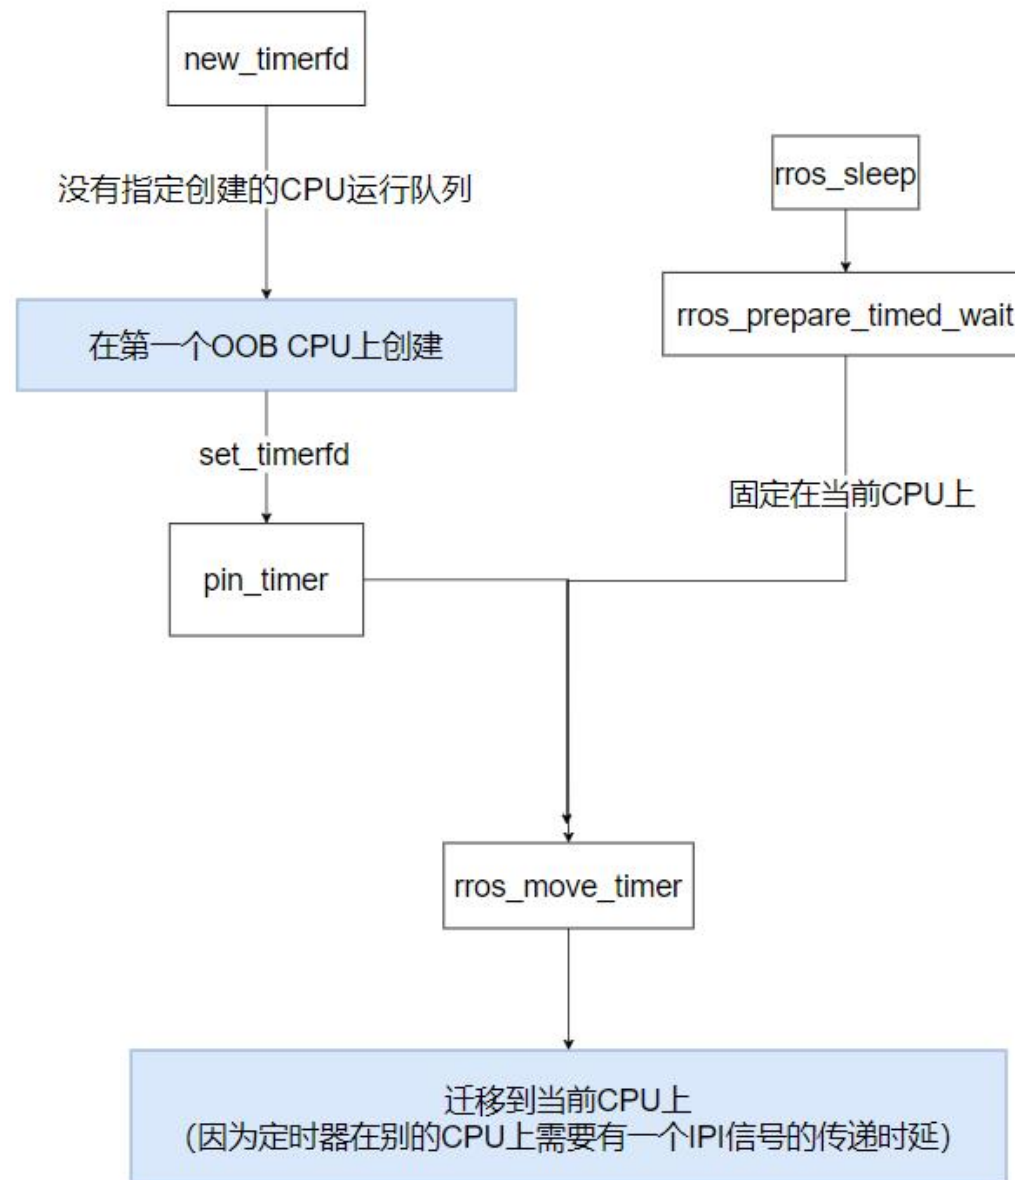 new_timerfd
没有指定创建的CPU运行队列
在第一个OOB CPU上创建
set_timerfd
pin_timer
rros_sleep
rros_prepare_timed_wait
固定在当前CPU上
rros_move_timer
迁移到当前CPU上
（因为定时器在别的CPU上需要有一个IPI信号的传递时延）